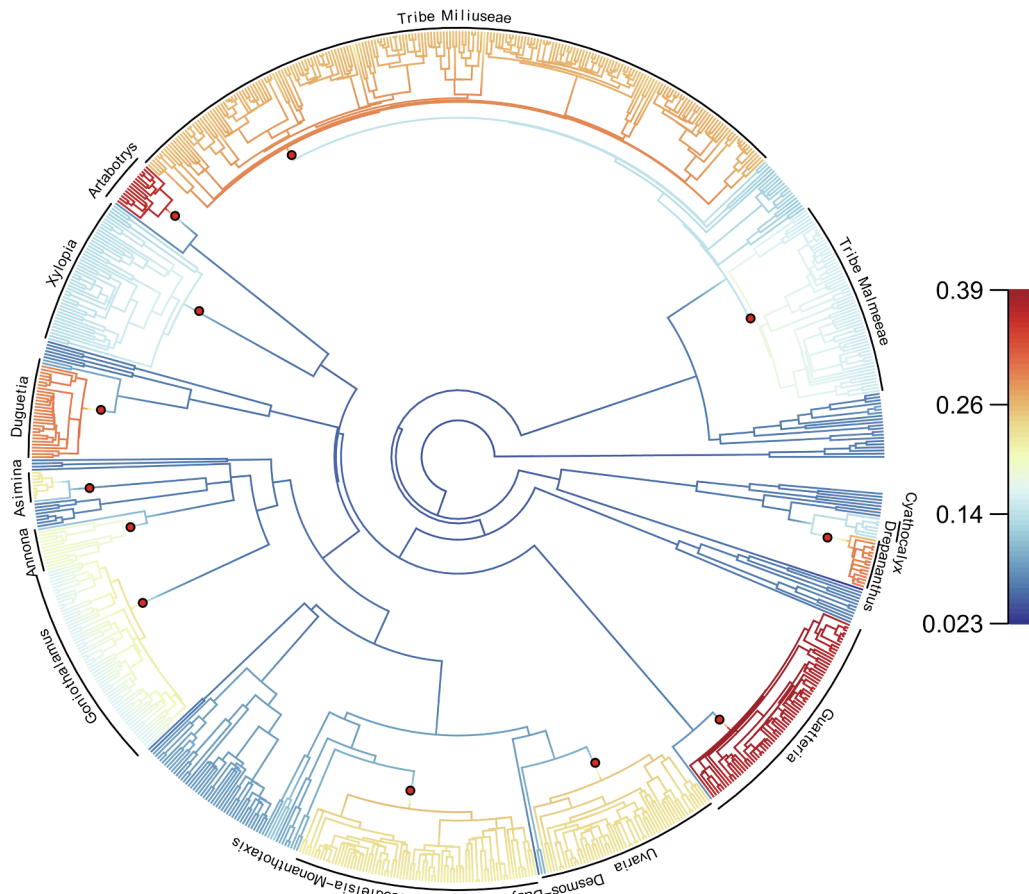 Tribe Miliuseae
Artabotrys
Xylopia
Tribe Malmeeae
0.39
Duguetia
0.26
Asimina
Cyathocalyx
0.14
Drepananthus
Annona
0.023
Goniothalamus
Guatteria
Uvaria
Desmos-
-Monanthotaxis